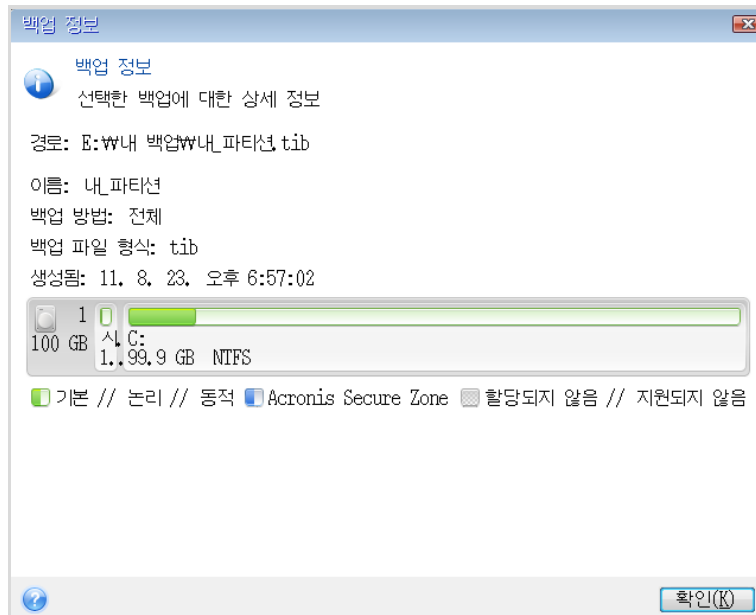 백업 정보
백업 정보
선택한 백업에 대한 상세 정보
경로: E:₩내 백업₩내_파티션.tib
이름: 내_파티션
백업 방법: 전체
백업 파일 형식: tib
생성됨: 11. 8. 23. 오후 6:57:02
1
100 GB
시.
1..
C:
99.9 GB NTFS
기본 // 논리 // 동적 Acronis Secure Zone 할당되지 않음 // 지원되지 않음
확인(K)